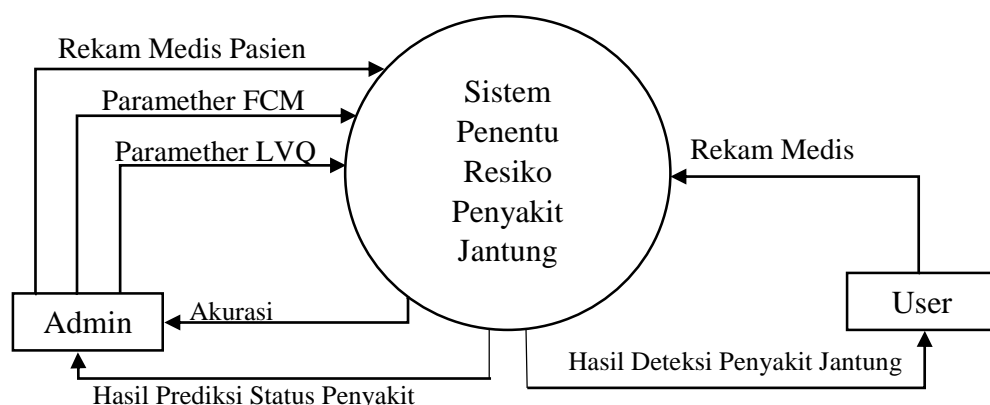 Rekam Medis Pasien
Paramether FCM
Paramether LVQ
Sistem
Penentu
Resiko
Penyakit
Jantung
Rekam Medis
Admin
Akurasi
User
Hasil Deteksi Penyakit Jantung
Hasil Prediksi Status Penyakit